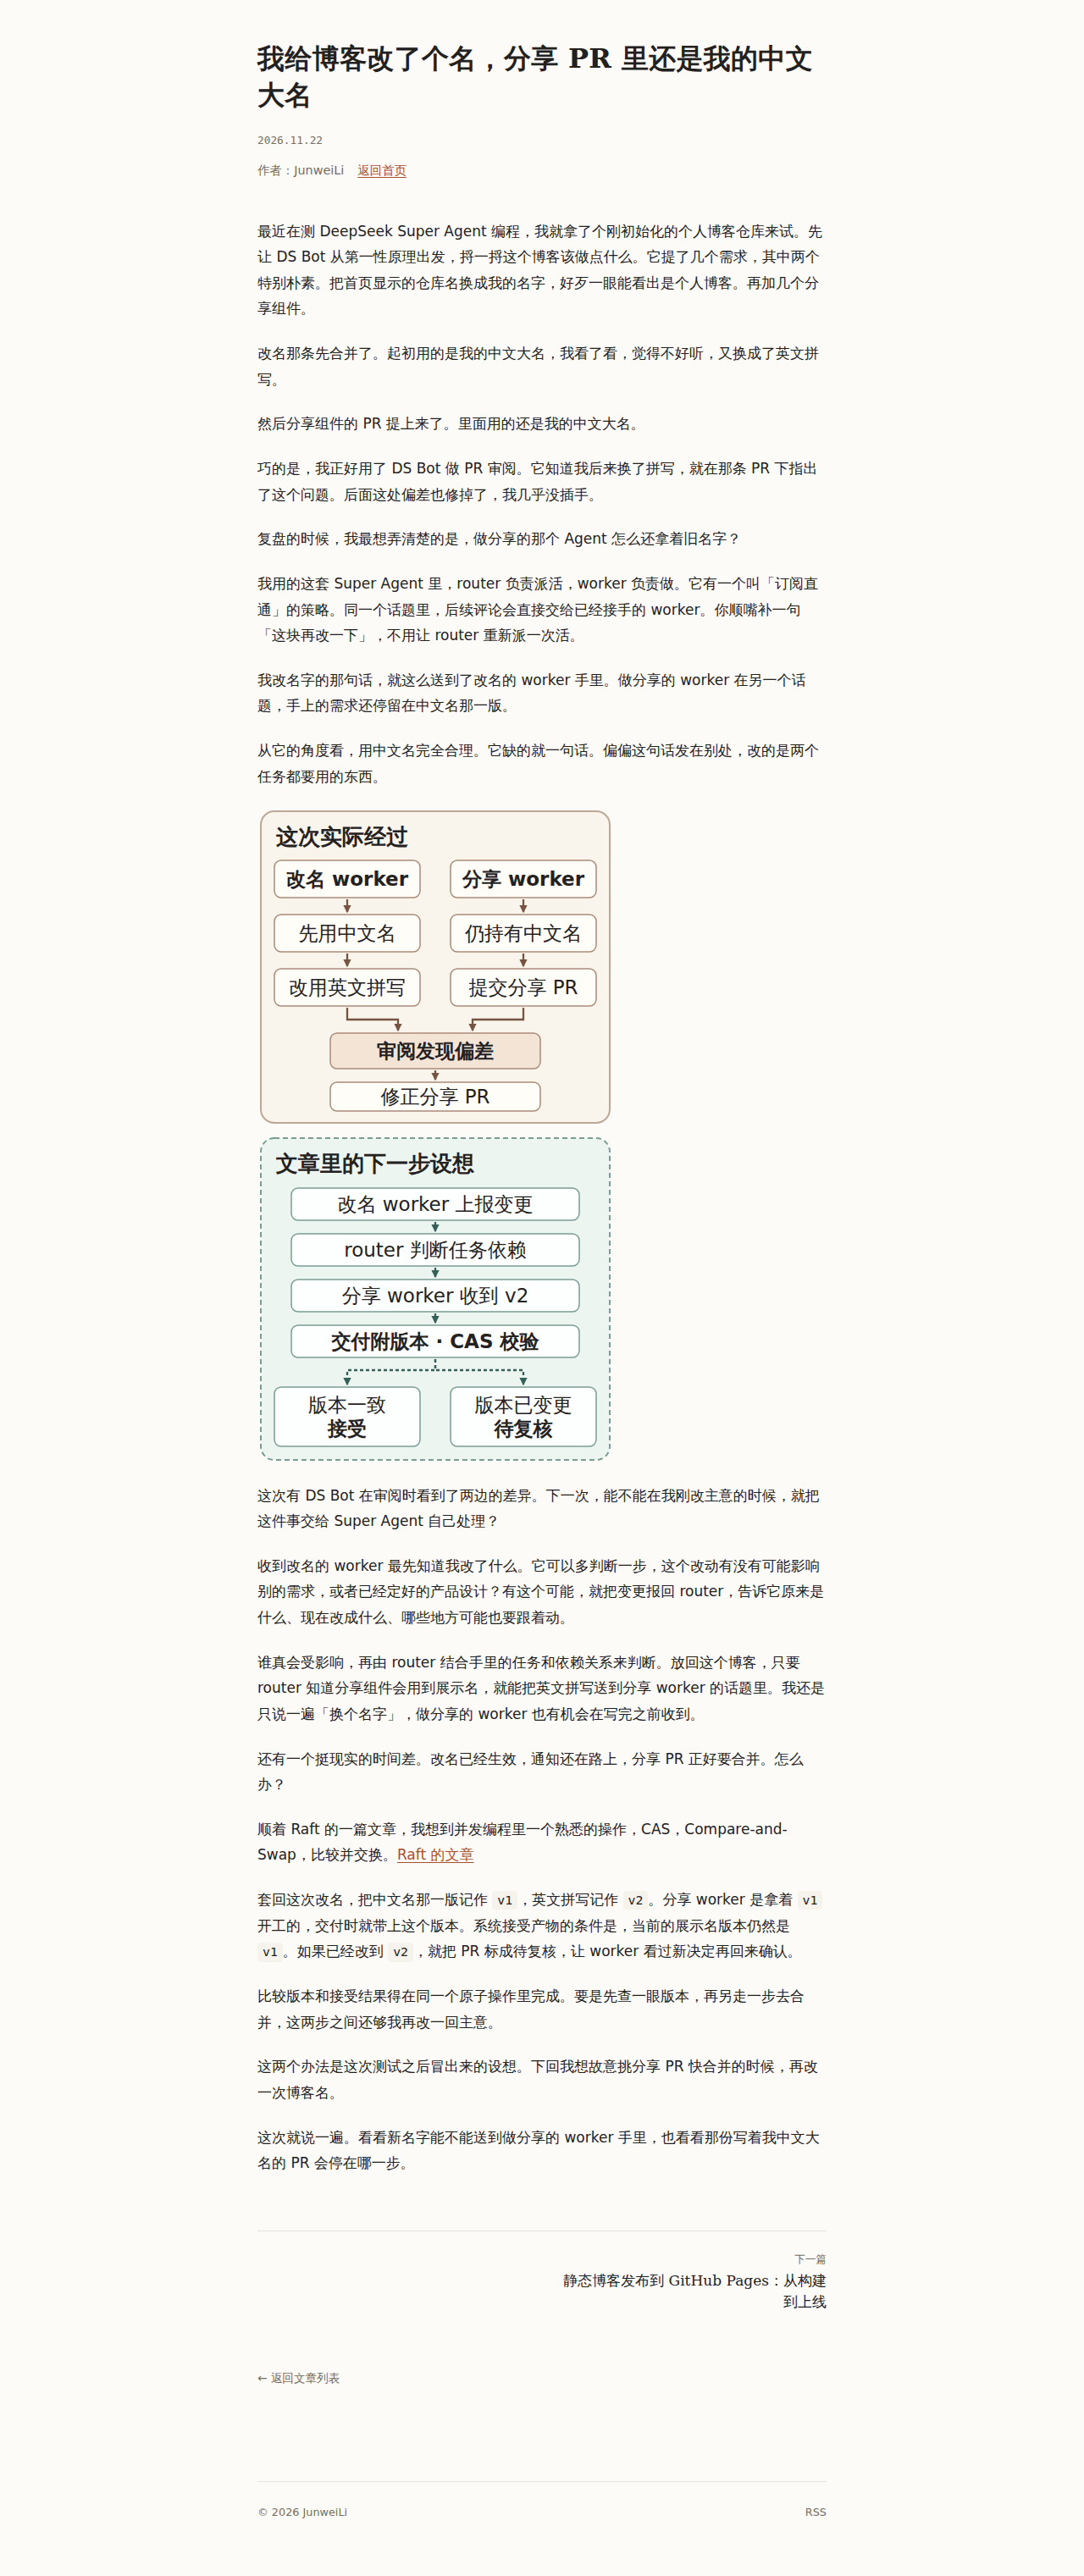 我给博客改了个名，分享 PR 里还是我的中文
大名
2026.11.22
作者：JunweiLi 返回首页
最近在测 DeepSeek Super Agent 编程，我就拿了个刚初始化的个人博客仓库来试。先
让 DS Bot 从第一性原理出发，捋一捋这个博客该做点什么。它提了几个需求，其中两个
特别朴素。把首页显示的仓库名换成我的名字，好歹一眼能看出是个人博客。再加几个分
享组件。
改名那条先合并了。起初用的是我的中文大名，我看了看，觉得不好听，又换成了英文拼
写。
然后分享组件的 PR 提上来了。里面用的还是我的中文大名。
巧的是，我正好用了 DS Bot 做 PR 审阅。它知道我后来换了拼写，就在那条 PR 下指出
了这个问题。后面这处偏差也修掉了，我几乎没插手。
复盘的时候，我最想弄清楚的是，做分享的那个 Agent 怎么还拿着旧名字？
我用的这套 Super Agent 里，router 负责派活，worker 负责做。它有一个叫「订阅直
通」的策略。同一个话题里，后续评论会直接交给已经接手的 worker。你顺嘴补一句
「这块再改一下」，不用让 router 重新派一次活。
我改名字的那句话，就这么送到了改名的 worker 手里。做分享的 worker 在另一个话
题，手上的需求还停留在中文名那一版。
从它的角度看，用中文名完全合理。它缺的就一句话。偏偏这句话发在别处，改的是两个
任务都要用的东西。
这次实际经过
改名 worker
分享 worker
先用中文名
仍持有中文名
改用英文拼写
提交分享 PR
审阅发现偏差
修正分享 PR
文章里的下一步设想
改名 worker 上报变更
router 判断任务依赖
分享 worker 收到 v2
交付附版本 · CAS 校验
版本一致
接受
版本已变更
待复核
这次有 DS Bot 在审阅时看到了两边的差异。下一次，能不能在我刚改主意的时候，就把
这件事交给 Super Agent 自己处理？
收到改名的 worker 最先知道我改了什么。它可以多判断一步，这个改动有没有可能影响
别的需求，或者已经定好的产品设计？有这个可能，就把变更报回 router，告诉它原来是
什么、现在改成什么、哪些地方可能也要跟着动。
谁真会受影响，再由 router 结合手里的任务和依赖关系来判断。放回这个博客，只要
router 知道分享组件会用到展示名，就能把英文拼写送到分享 worker 的话题里。我还是
只说一遍「换个名字」，做分享的 worker 也有机会在写完之前收到。
还有一个挺现实的时间差。改名已经生效，通知还在路上，分享 PR 正好要合并。怎么
办？
顺着 Raft 的一篇文章，我想到并发编程里一个熟悉的操作，CAS，Compare-and-
Swap，比较并交换。Raft 的文章
套回这次改名，把中文名那一版记作 v1，英文拼写记作 v2。分享 worker 是拿着 v1
开工的，交付时就带上这个版本。系统接受产物的条件是，当前的展示名版本仍然是
v1。如果已经改到 v2，就把 PR 标成待复核，让 worker 看过新决定再回来确认。
比较版本和接受结果得在同一个原子操作里完成。要是先查一眼版本，再另走一步去合
并，这两步之间还够我再改一回主意。
这两个办法是这次测试之后冒出来的设想。下回我想故意挑分享 PR 快合并的时候，再改
一次博客名。
这次就说一遍。看看新名字能不能送到做分享的 worker 手里，也看看那份写着我中文大
名的 PR 会停在哪一步。
下一篇
静态博客发布到 GitHub Pages：从构建
到上线
← 返回文章列表
© 2026 JunweiLi
RSS